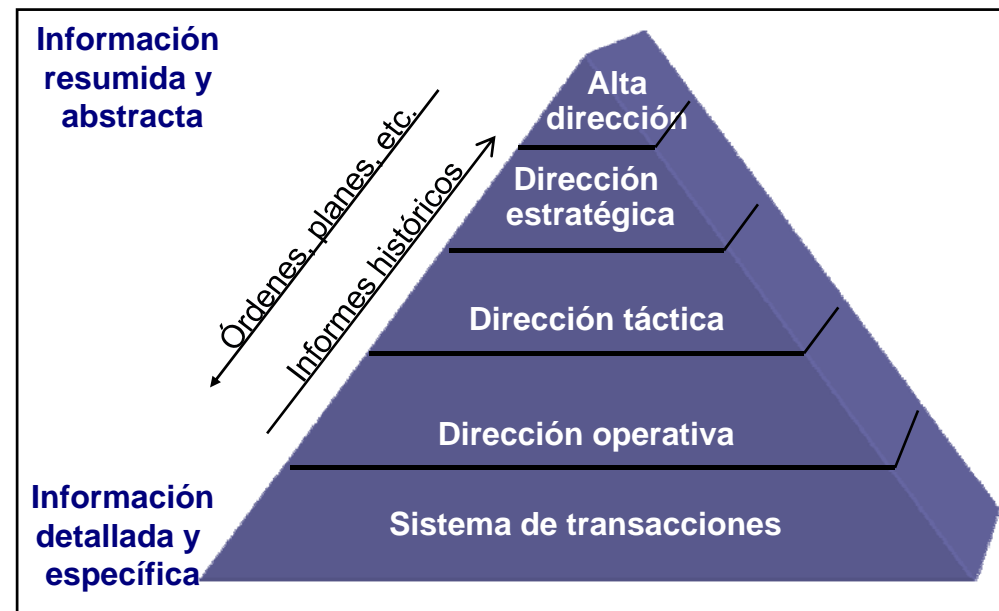 Información
resumida y
abstracta
Órdenes, planes, etc.
Informes históricos
Alta
dirección
Dirección
estratégica
Dirección táctica
Dirección operativa
Sistema de transacciones
Información
detallada y
específica